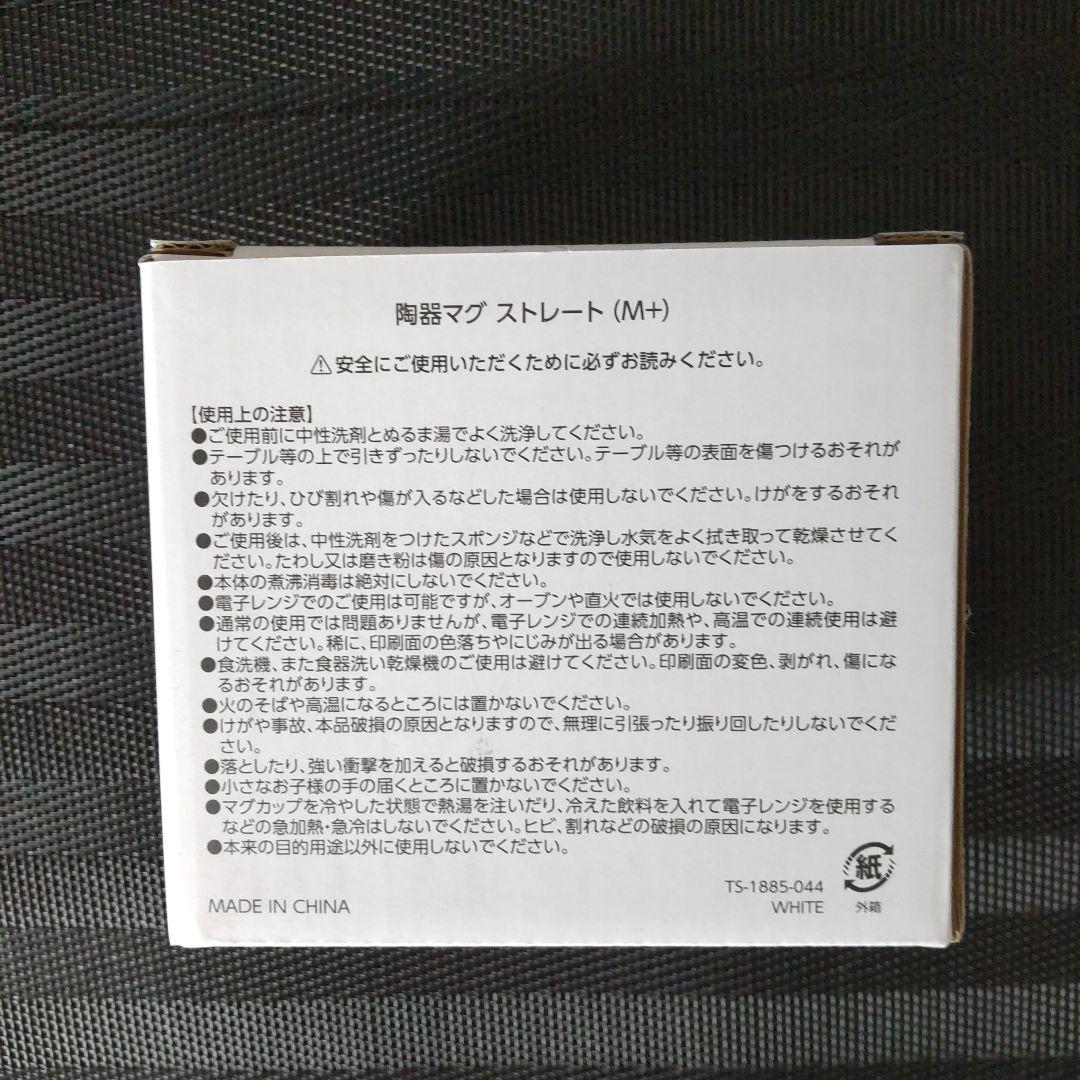 陶器マグ ストレート (M+)
⚠安全にご使用いただくために必ずお読みください。
【使用上の注意】
●ご使用前に中性洗剤とぬるま湯でよく洗浄してください。
●テーブル等の上で引きずったりしないでください。テーブル等の表面を傷つけるおそれが
あります。
●欠けたり、ひび割れや傷が入るなどした場合は使用しないでください。けがをするおそれ
があります。
●ご使用後は、中性洗剤をつけたスポンジなどで洗浄し水気をよく拭き取って乾燥させてく
ださい。たわし又は磨き粉は傷の原因となりますので使用しないでください。
●本体の煮沸消毒は絶対にしないでください。
●電子レンジでのご使用は可能ですが、オーブンや直火では使用しないでください。
●通常の使用では問題ありませんが、電子レンジでの連続加熱や、高温での連続使用は避
けてください。稀に、印刷面の色落ちやにじみが出る場合があります。
●食洗機、また食器洗い乾燥機のご使用は避けてください。印刷面の変色、剥がれ、傷にな
るおそれがあります。
●火のそばや高温になるところには置かないでください。
●けがや事故、本品破損の原因となりますので、無理に引張ったり振り回したりしないでくだ
さい。
●落としたり、強い衝撃を加えると破損するおそれがあります。
●小さなお子様の手の届くところに置かないでください。
●マグカップを冷やした状態で熱湯を注いだり、冷えた飲料を入れて電子レンジを使用する
などの急加熱・急冷はしないでください。ヒビ、割れなどの破損の原因になります。
●本来の目的用途以外に使用しないでください。
紙
TS-1885-044
MADE IN CHINA
WHITE
外箱